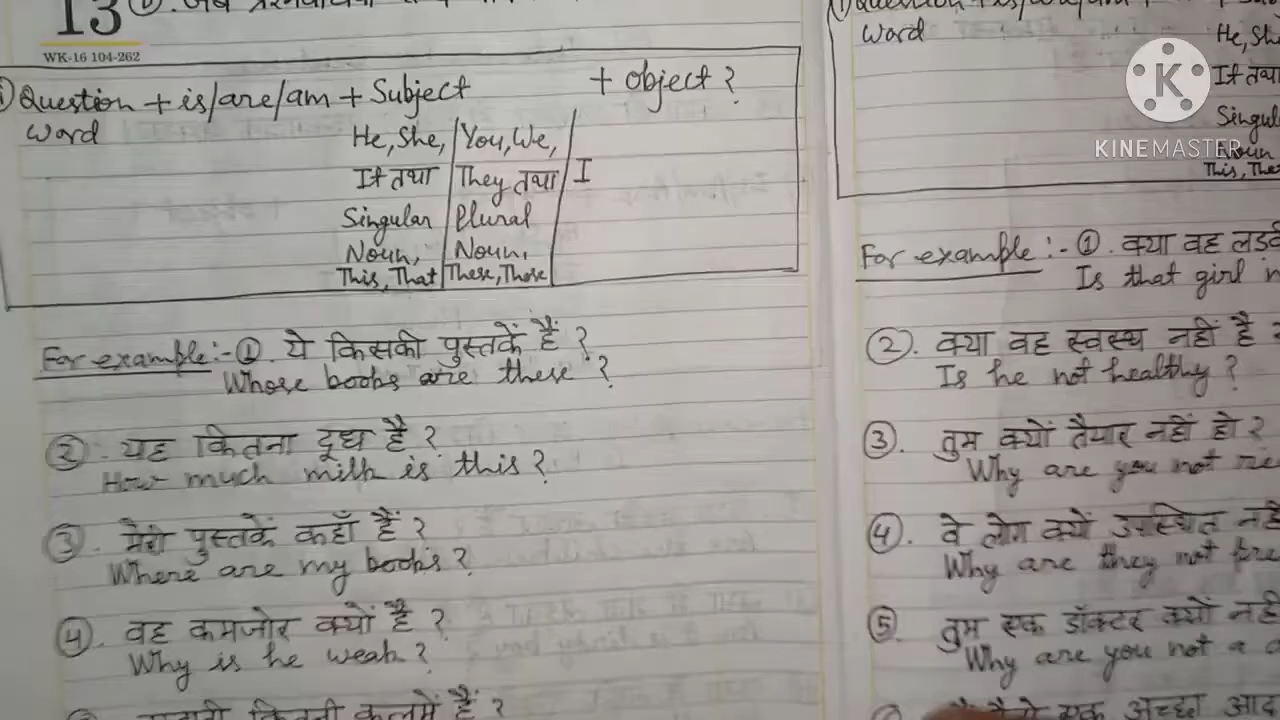 13
WK-16 104-262
Question + is/are/am + Subject + object ?
Word He, She, You, We,
It तथा They तथा I
Singular Plural
Noun, Noun,
This, That These, Those
For example :- ①. ये किसकी पुस्तकें हैं ?
Whose books are these ?
②. यह कितना दूध है ?
How much milk is this ?
③. मेरी पुस्तकें कहाँ हैं ?
Where are my books ?
④. वह कमजोर क्यों है ?
Why is he weak ?
कितनी कलमें हैं ?
Word He, She
It तथा
Noun
This,
KINEMASTER
For example :- ①. क्या वह
Is that girl
②. क्या वह स्वस्थ नहीं है
Is he not healthy ?
③. तुम क्यों तैयार नहीं हो ?
Why are you not
④. वे लोग क्यों उपस्थित
Why are they not
⑤. तुम एक डॉक्टर क्यों नहीं
Why are you not a
एक अच्छा